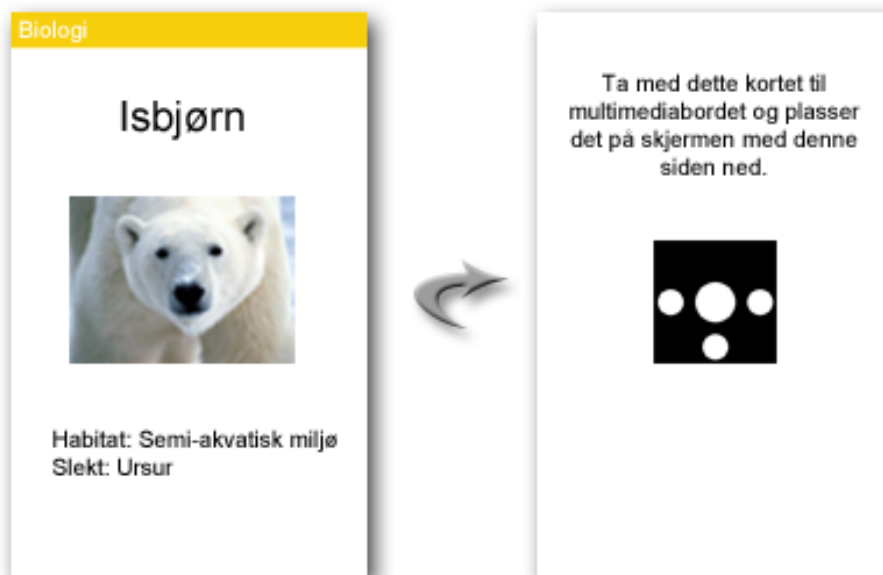 Biologi
Isbjørn
Habitat: Semi-akvatisk miljø
Slekt: Ursur
Ta med dette kortet til
multimediabordet og plasser
det på skjermen med denne
siden ned.